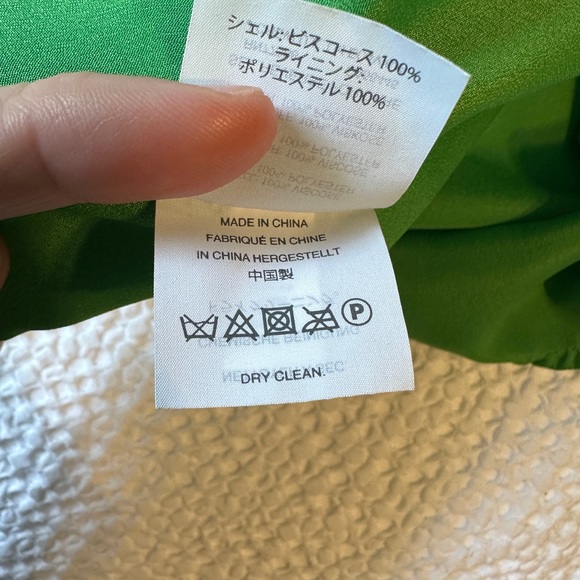 シェル: ビスコース 100%
ライニング:
ポリエステル 100%
MADE IN CHINA
FABRIQUÉ EN CHINE
IN CHINA HERGESTELLT
中国製
P
DRY CLEAN.